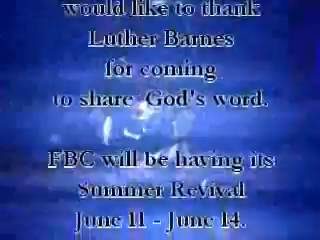 would like to thank
Luther Barnes
for coming
to share God's word.
FBC will be having its
Summer Revival
June 11 - June 14.